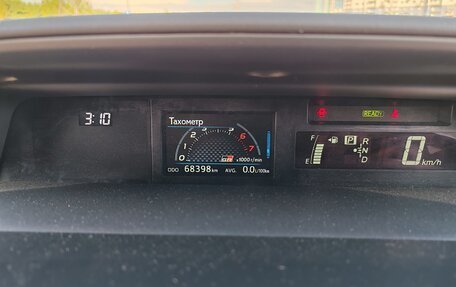 3:10
Тахометр
0 1 2 3 4 5 6 7
×1000r/min
ODO 68398 km AVG. 0.0 L/100km
READY
F
E
P R N D
0 km/h